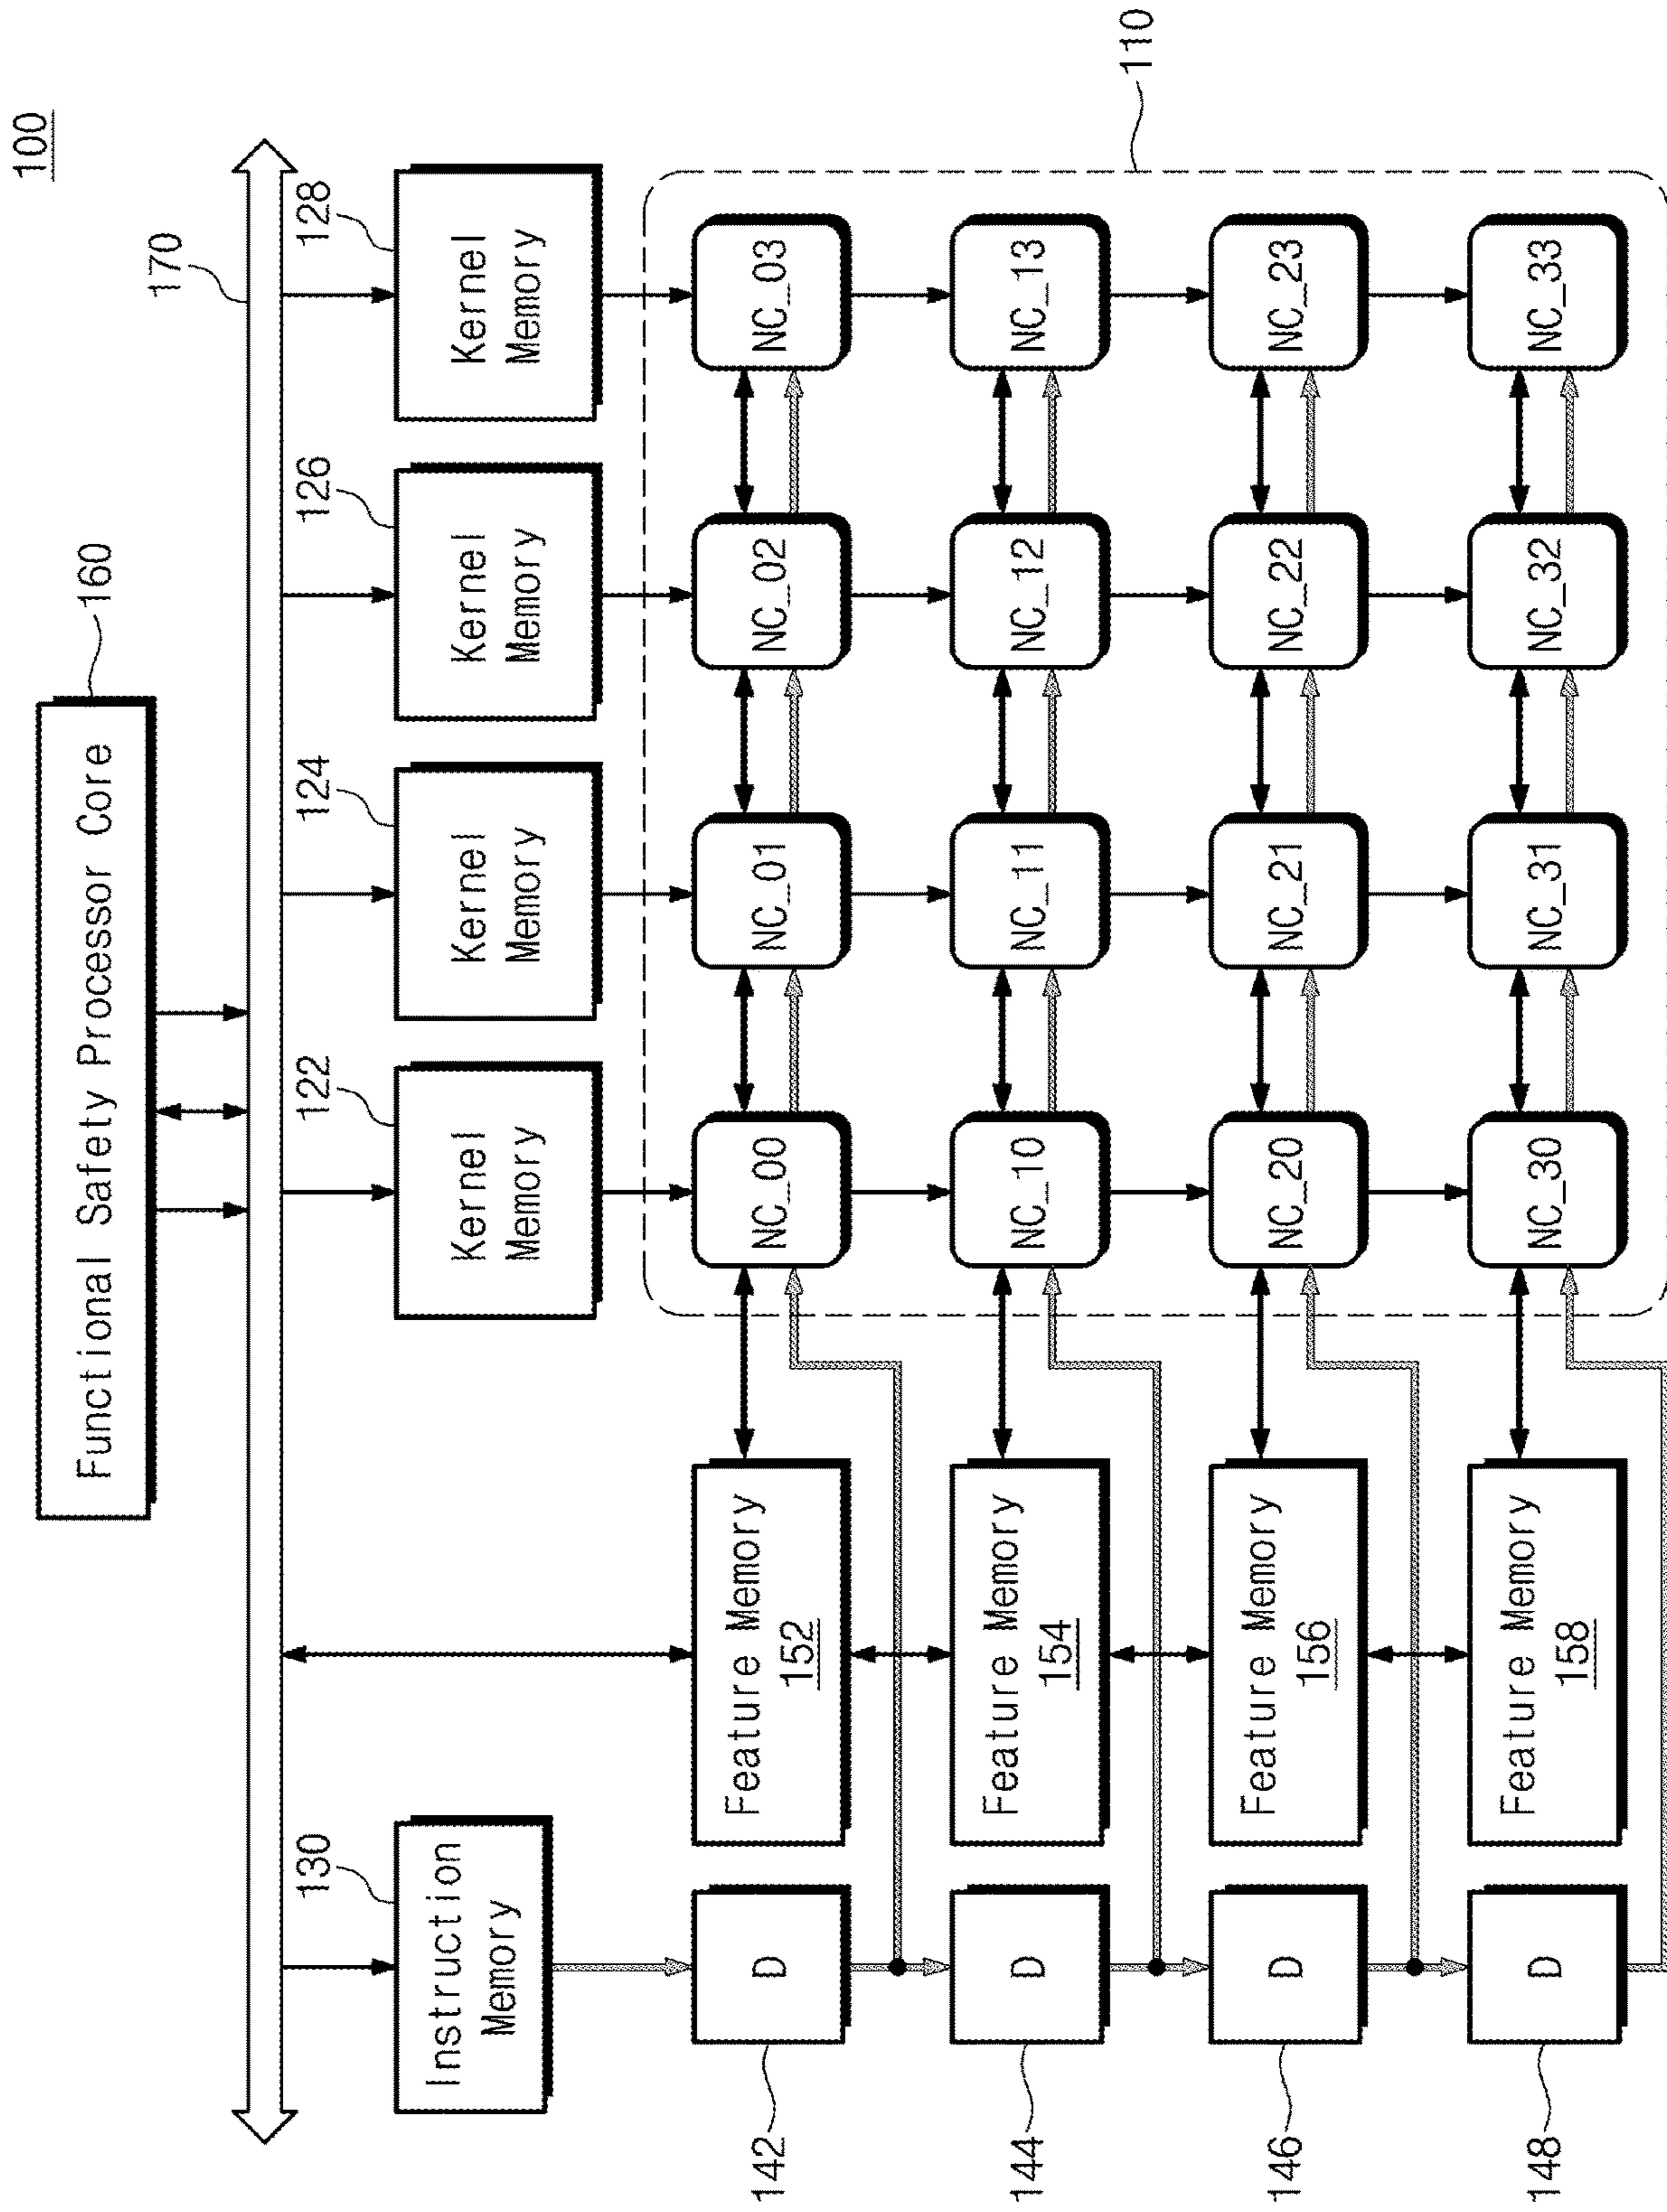 100
Functional Safety Processor Core
160
170
130
122
124
126
128
Instruction
Memory
Kernel
Memory
Kernel
Memory
Kernel
Memory
Kernel
Memory
110
142
D
Feature Memory
152
NC_00
NC_01
NC_02
NC_03
144
D
Feature Memory
154
NC_10
NC_11
NC_12
NC_13
146
D
Feature Memory
156
NC_20
NC_21
NC_22
NC_23
148
D
Feature Memory
158
NC_30
NC_31
NC_32
NC_33